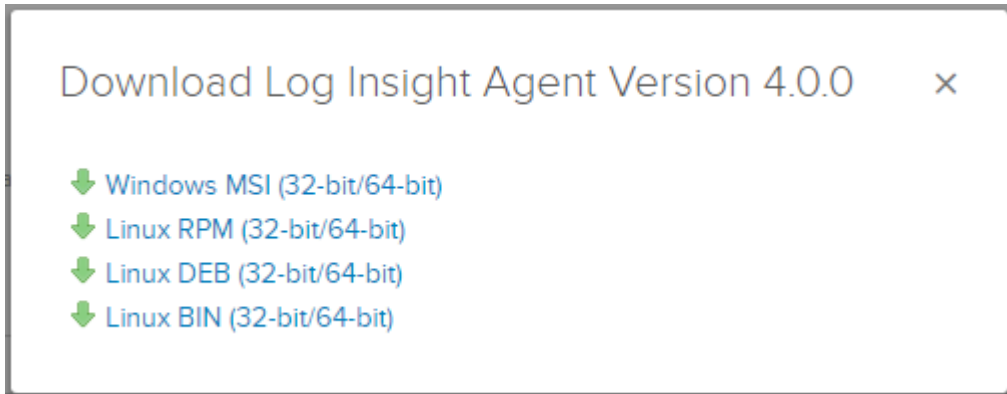 Download Log Insight Agent Version 4.0.0
Windows MSI (32-bit/64-bit)
Linux RPM (32-bit/64-bit)
Linux DEB (32-bit/64-bit)
Linux BIN (32-bit/64-bit)